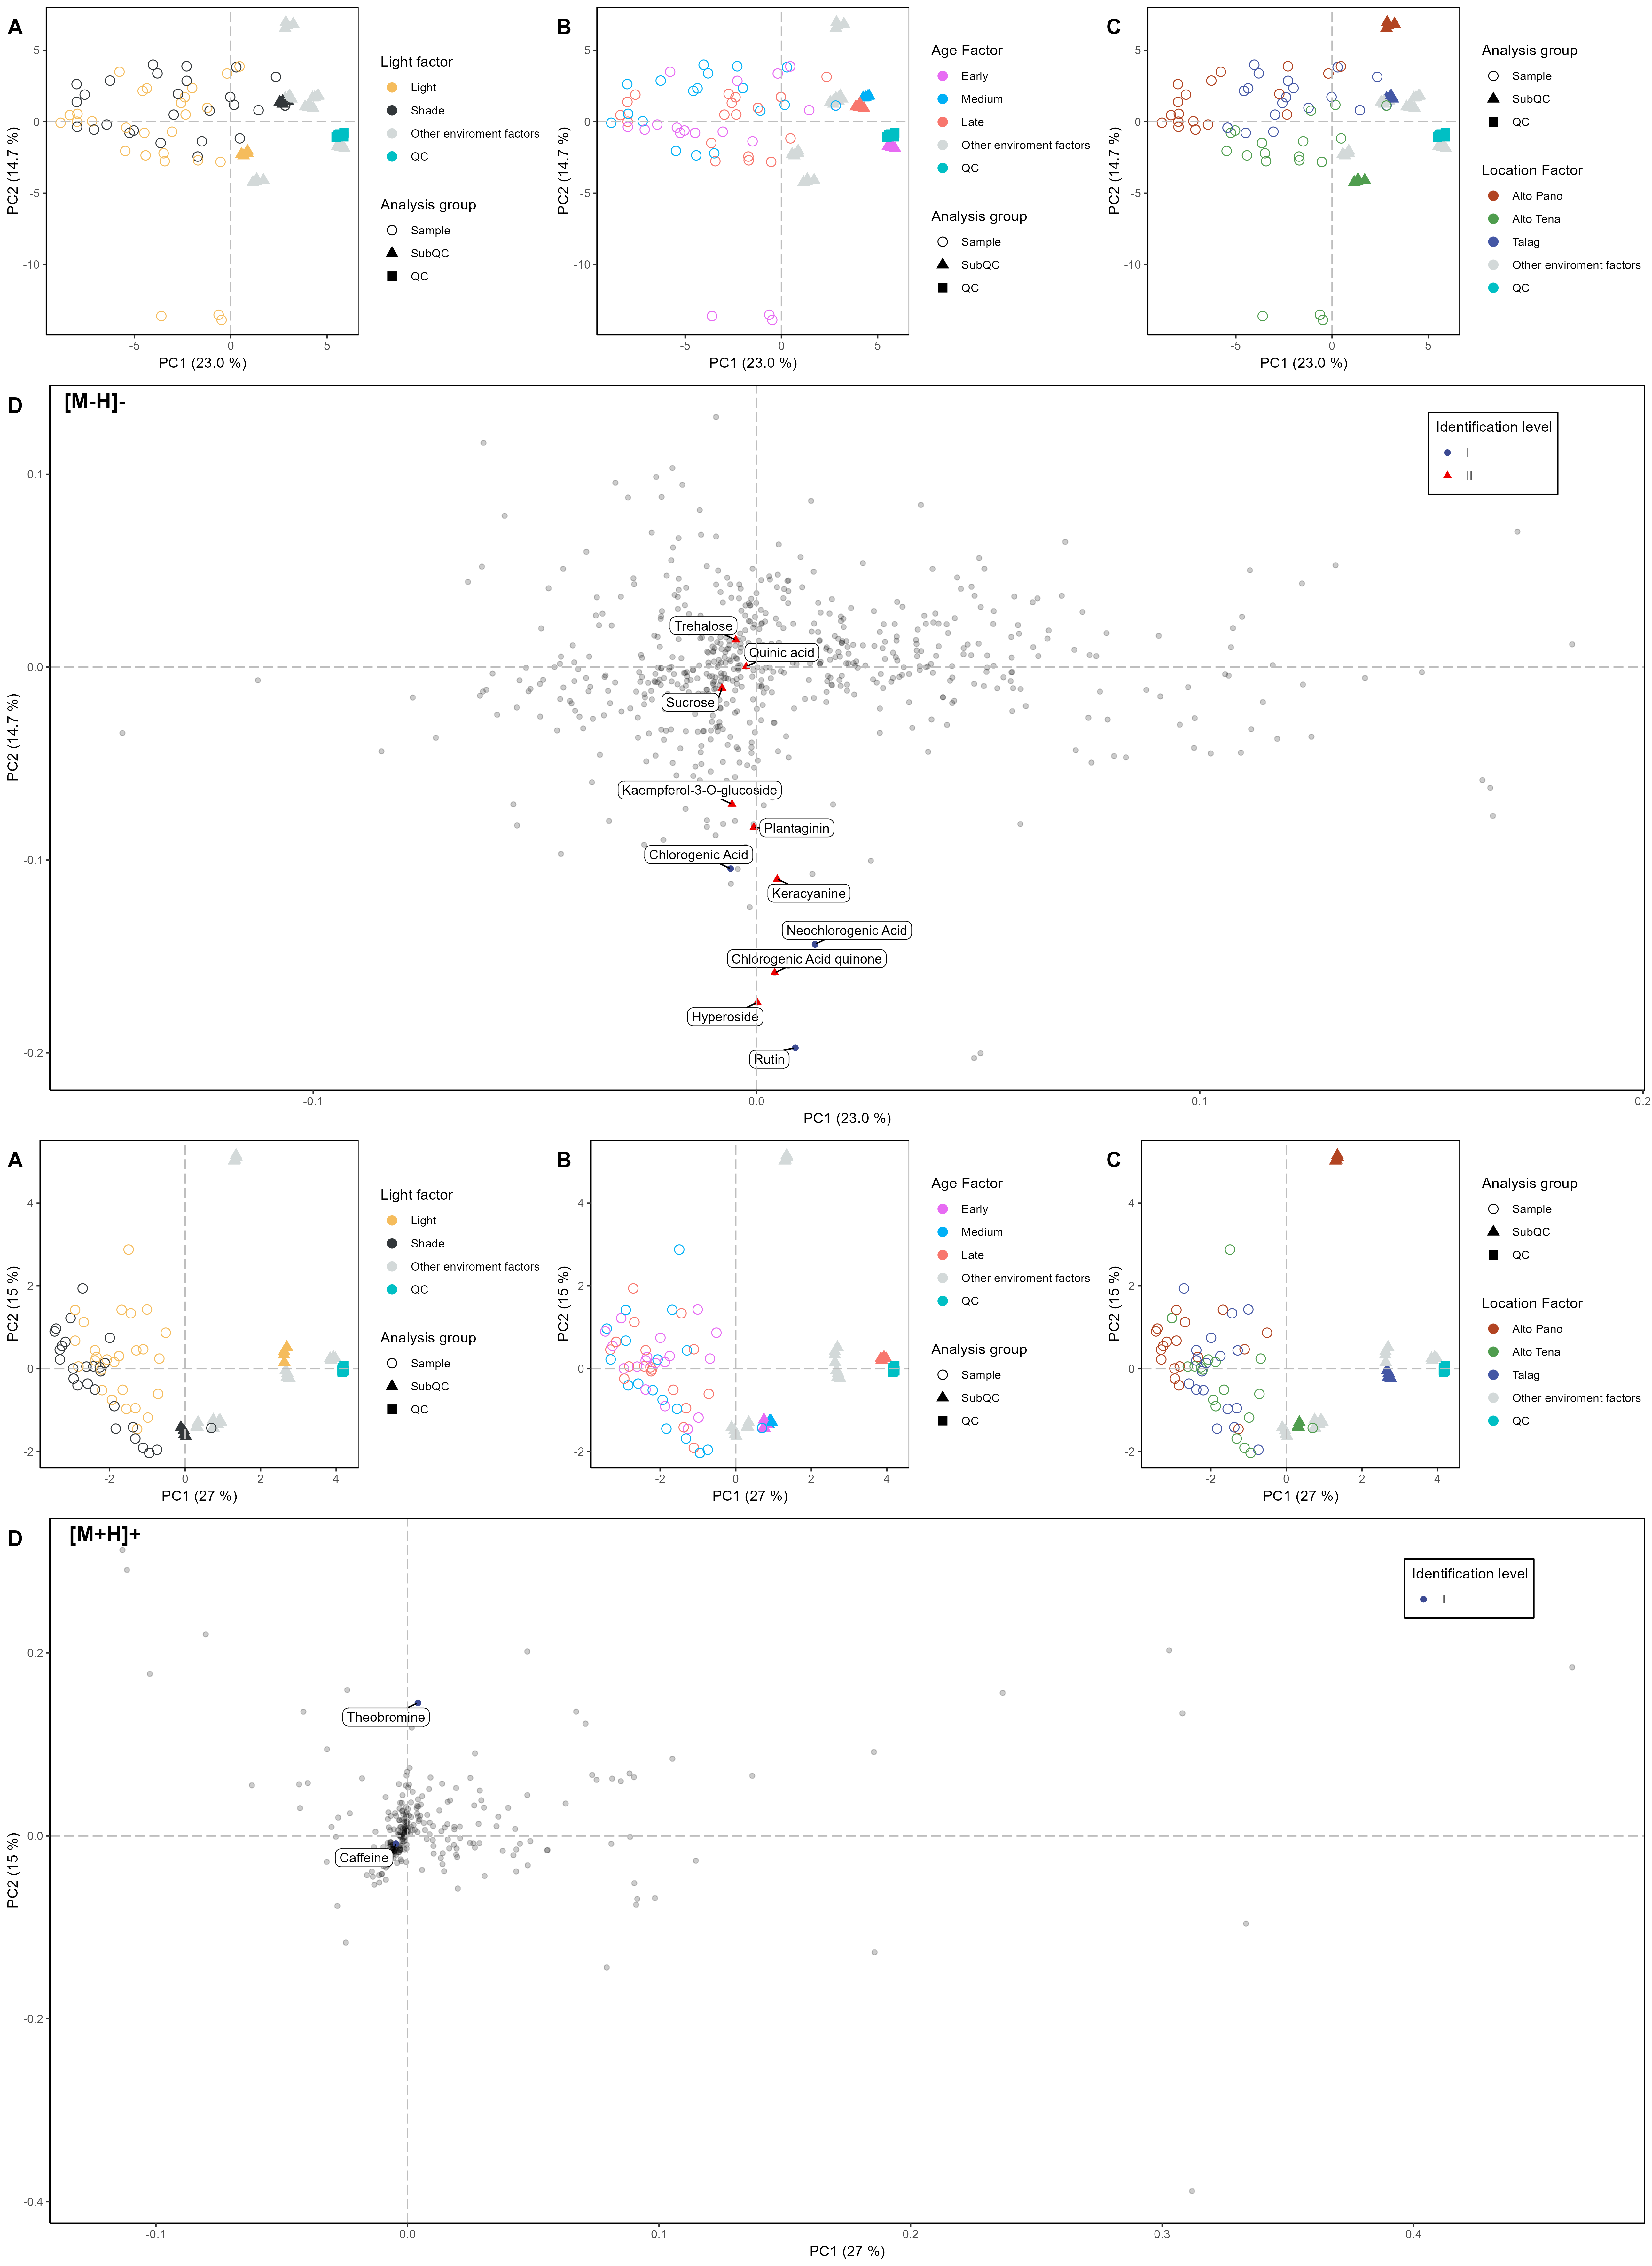 A
5
0
-5
-10
-5
0
5
PC1 (23.0 %)
PC2 (14.7 %)
Light factor
Light
Shade
Other enviroment factors
QC
Analysis group
Sample
SubQC
QC
B
5
0
-5
-10
-5
0
5
PC1 (23.0 %)
PC2 (14.7 %)
Age Factor
Early
Medium
Late
Other enviroment factors
QC
Analysis group
Sample
SubQC
QC
C
5
0
-5
-10
-5
0
5
PC1 (23.0 %)
PC2 (14.7 %)
Analysis group
Sample
SubQC
QC
Location Factor
Alto Pano
Alto Tena
Talag
Other enviroment factors
QC
D
[M-H]-
Identification level
I
II
0.1
0.0
-0.1
-0.2
PC2 (14.7 %)
Trehalose
Quinic acid
Sucrose
Kaempferol-3-O-glucoside
Plantaginin
Chlorogenic Acid
Keracyanine
Neochlorogenic Acid
Chlorogenic Acid quinone
Hyperoside
Rutin
-0.1
0.0
0.1
0.2
PC1 (23.0 %)
A
4
2
0
-2
-2
0
2
4
PC1 (27 %)
PC2 (15 %)
Light factor
Light
Shade
Other enviroment factors
QC
Analysis group
Sample
SubQC
QC
B
4
2
0
-2
-2
0
2
4
PC1 (27 %)
PC2 (15 %)
Age Factor
Early
Medium
Late
Other enviroment factors
QC
Analysis group
Sample
SubQC
QC
C
4
2
0
-2
-2
0
2
4
PC1 (27 %)
PC2 (15 %)
Analysis group
Sample
SubQC
QC
Location Factor
Alto Pano
Alto Tena
Talag
Other enviroment factors
QC
D
[M+H]+
Identification level
I
0.2
0.0
-0.2
-0.4
PC2 (15 %)
Theobromine
Caffeine
-0.1
0.0
0.1
0.2
0.3
0.4
PC1 (27 %)